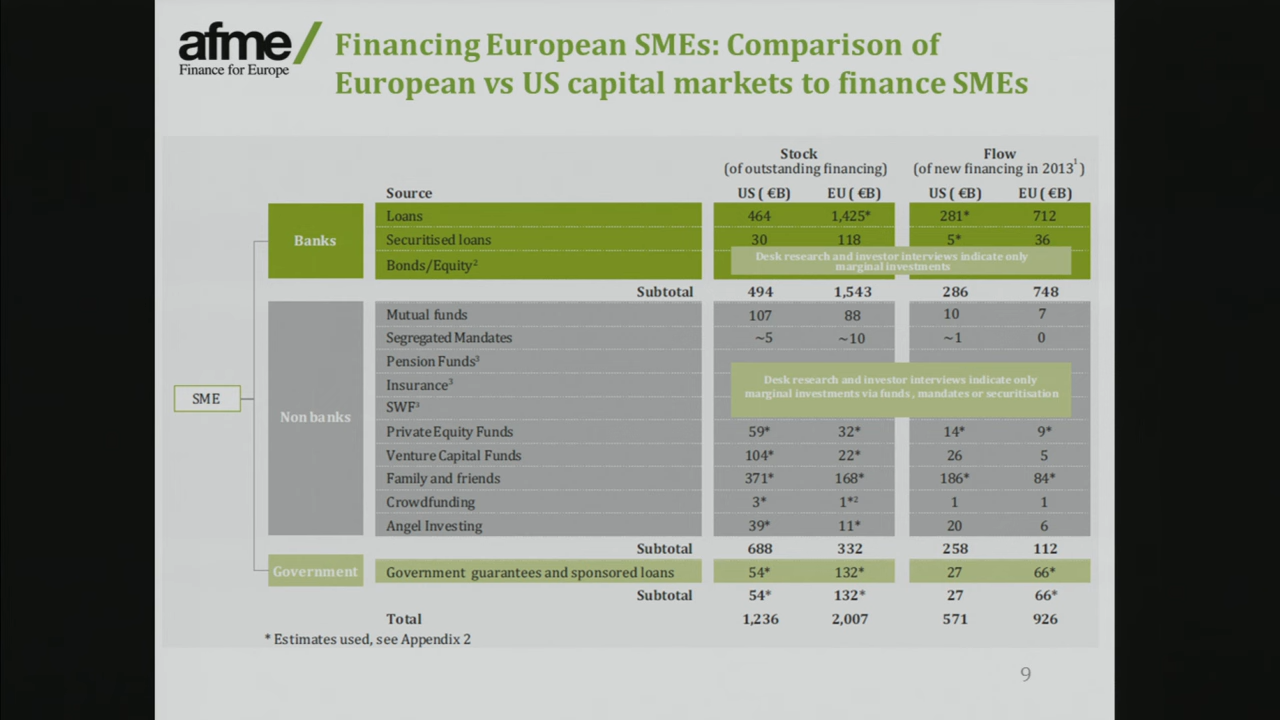 afme/
Finance for Europe
Financing European SMEs: Comparison of
European vs US capital markets to finance SMEs
Stock Flow
(of outstanding financing) (of new financing in 2013¹)
Source US ( €B) EU ( €B) US ( €B) EU ( €B)
Banks
Loans 464 1,425* 281* 712
Securitised loans 30 118 5* 36
Bonds/Equity²
Desk research and investor interviews indicate only
marginal investments
Subtotal 494 1,543 286 748
SME
Non banks
Mutual funds 107 88 10 7
Segregated Mandates ~5 ~10 ~1 0
Pension Funds³
Insurance³
SWF³
Desk research and investor interviews indicate only
marginal investments via funds , mandates or securitisation
Private Equity Funds 59* 32* 14* 9*
Venture Capital Funds 104* 22* 26 5
Family and friends 371* 168* 186* 84*
Crowdfunding 3* 1*² 1 1
Angel Investing 39* 11* 20 6
Subtotal 688 332 258 112
Government
Government guarantees and sponsored loans 54* 132* 27 66*
Subtotal 54* 132* 27 66*
Total 1,236 2,007 571 926
* Estimates used, see Appendix 2
9